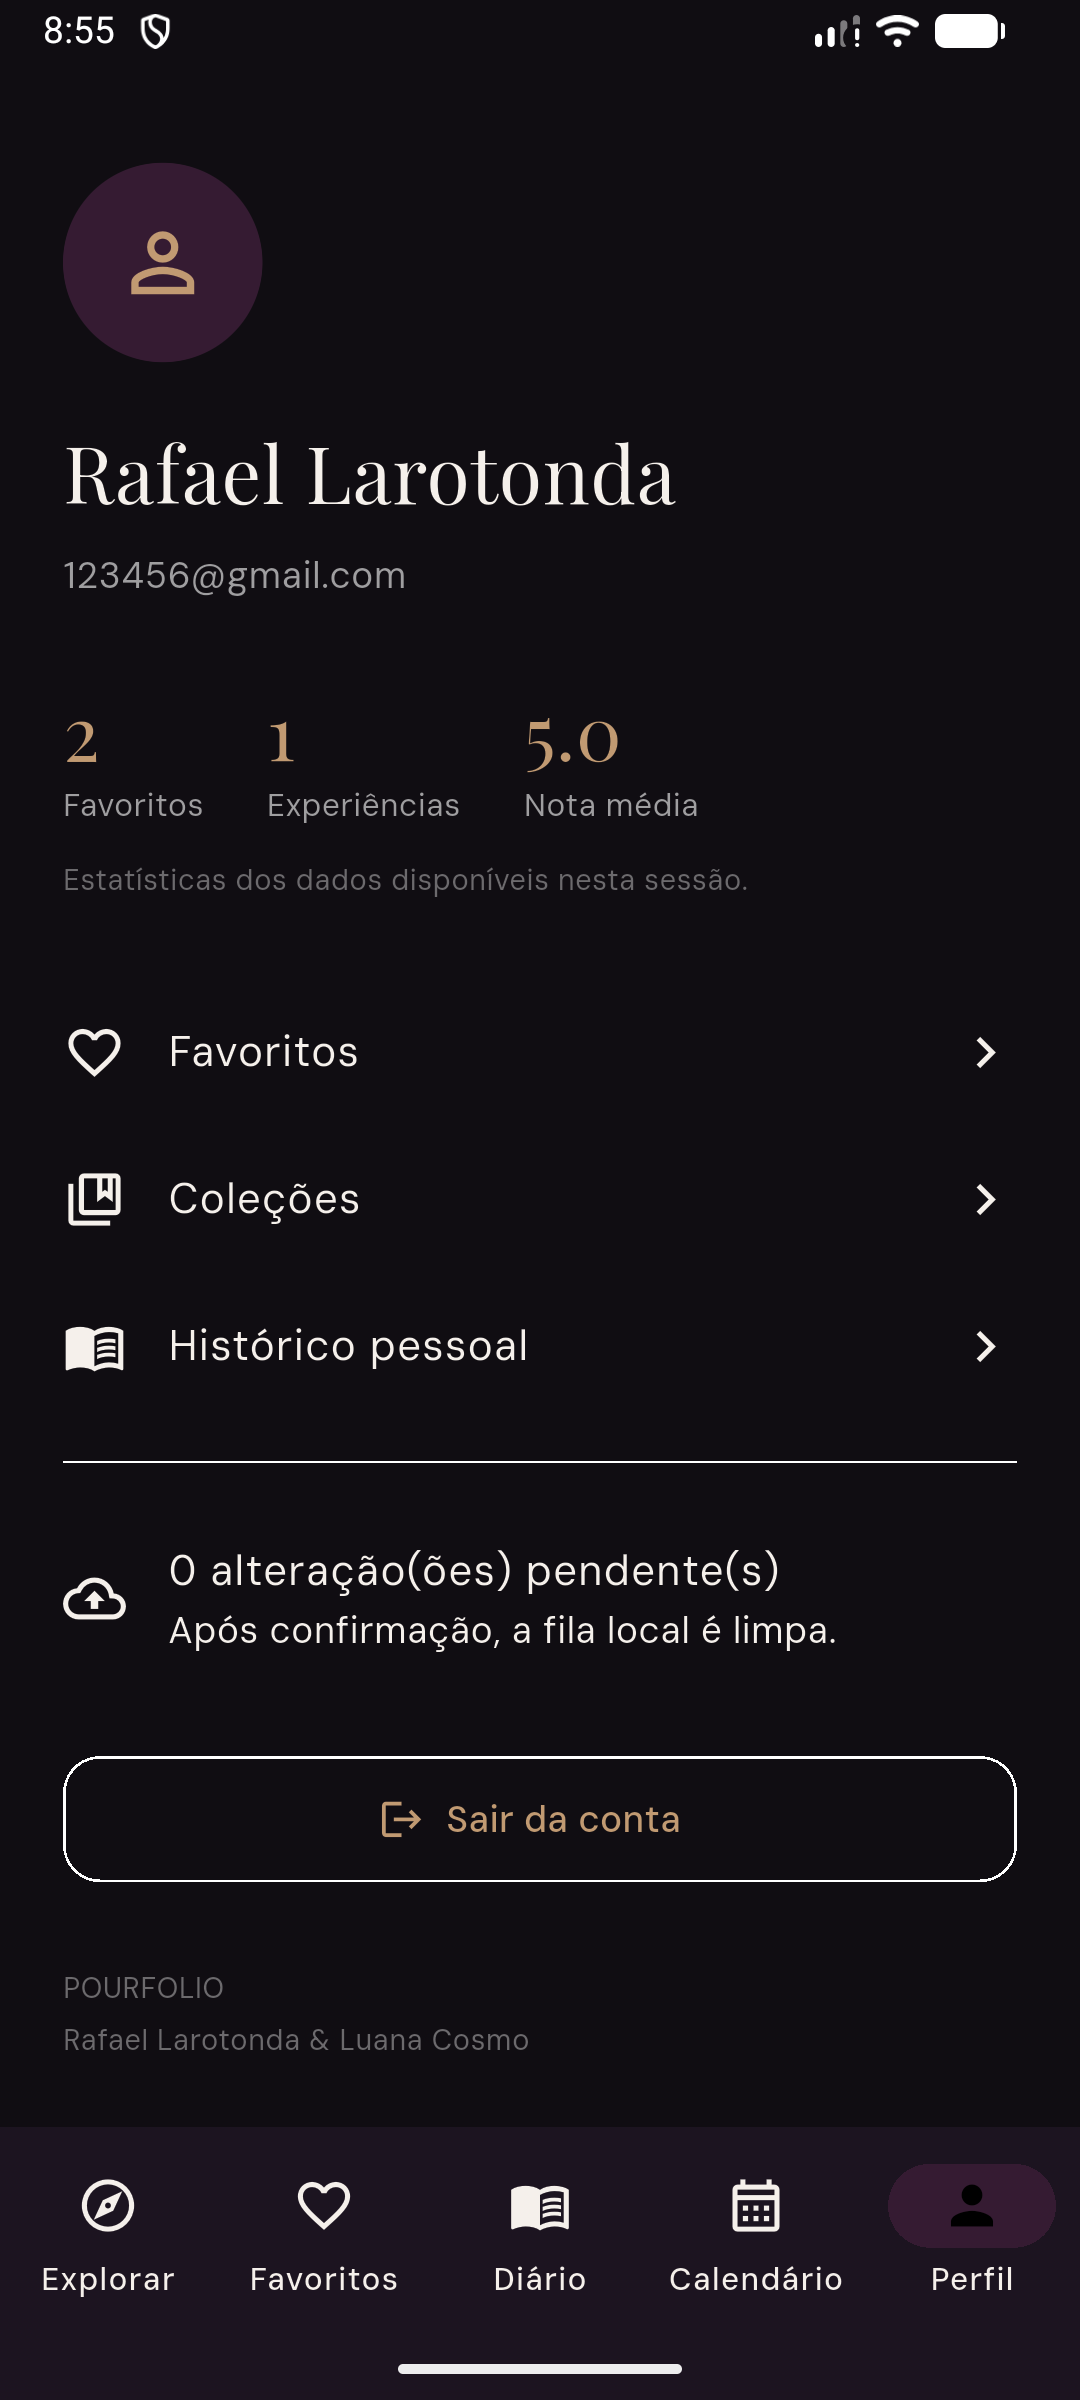 8:55
Rafael Larotonda
123456@gmail.com
2 1 5.0
Favoritos Experiências Nota média
Estatísticas dos dados disponíveis nesta sessão.
Favoritos
Coleções
Histórico pessoal
0 alteração(ões) pendente(s)
Após confirmação, a fila local é limpa.
Sair da conta
POURFOLIO
Rafael Larotonda & Luana Cosmo
Explorar Favoritos Diário Calendário Perfil